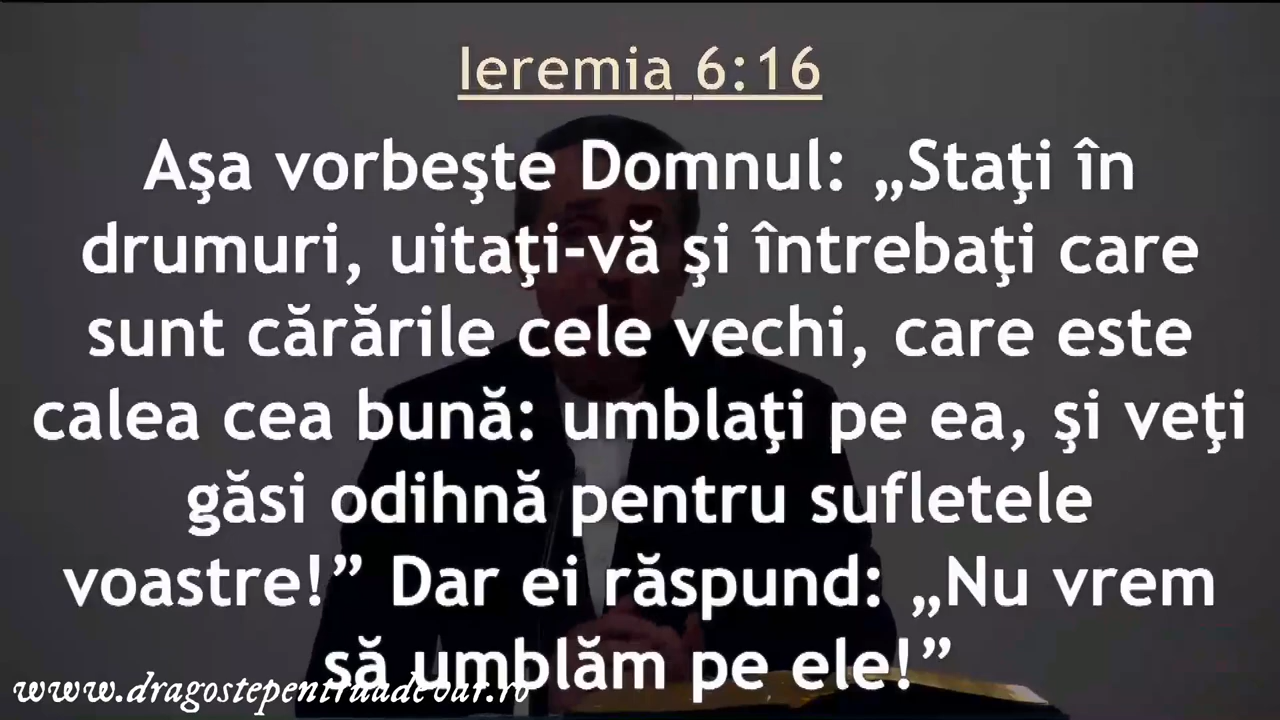 Ieremia 6:16
Aşa vorbeşte Domnul: „Staţi în
drumuri, uitaţi-vă şi întrebaţi care
sunt cărările cele vechi, care este
calea cea bună: umblaţi pe ea, şi veţi
găsi odihnă pentru sufletele
voastre!” Dar ei răspund: „Nu vrem
să umblăm pe ele!”
www.dragostepentruadevar.ro